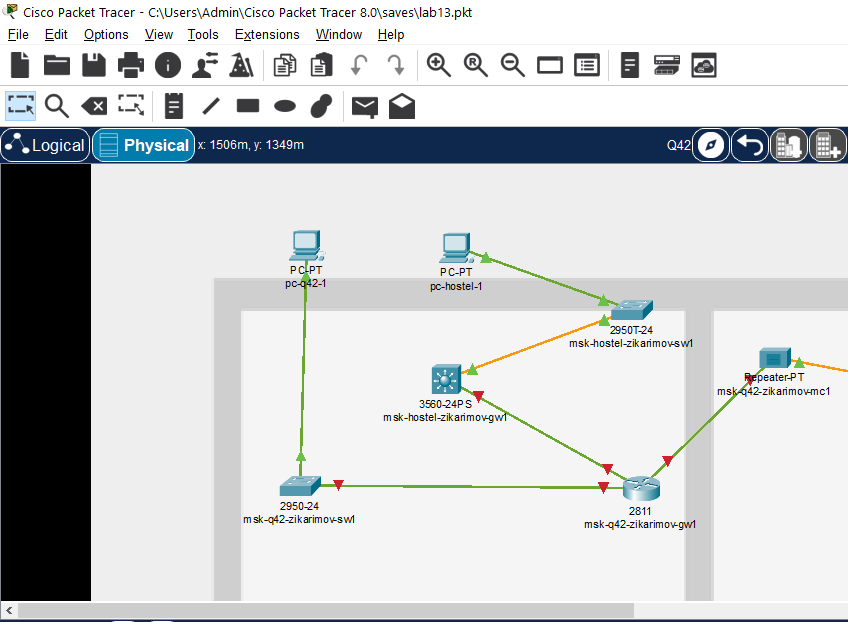 Cisco Packet Tracer - C:\Users\Admin\Cisco Packet Tracer 8.0\saves\lab13.pkt
File Edit Options View Tools Extensions Window Help
Logical Physical x: 1506m, y: 1349m Q42
PC-PT
pc-q42-1
PC-PT
pc-hostel-1
2950T-24
msk-hostel-zikarimov-sw1
Repeater-PT
msk-q42-zikarimov-mc1
3560-24PS
msk-hostel-zikarimov-gw1
2950-24
msk-q42-zikarimov-sw1
2811
msk-q42-zikarimov-gw1